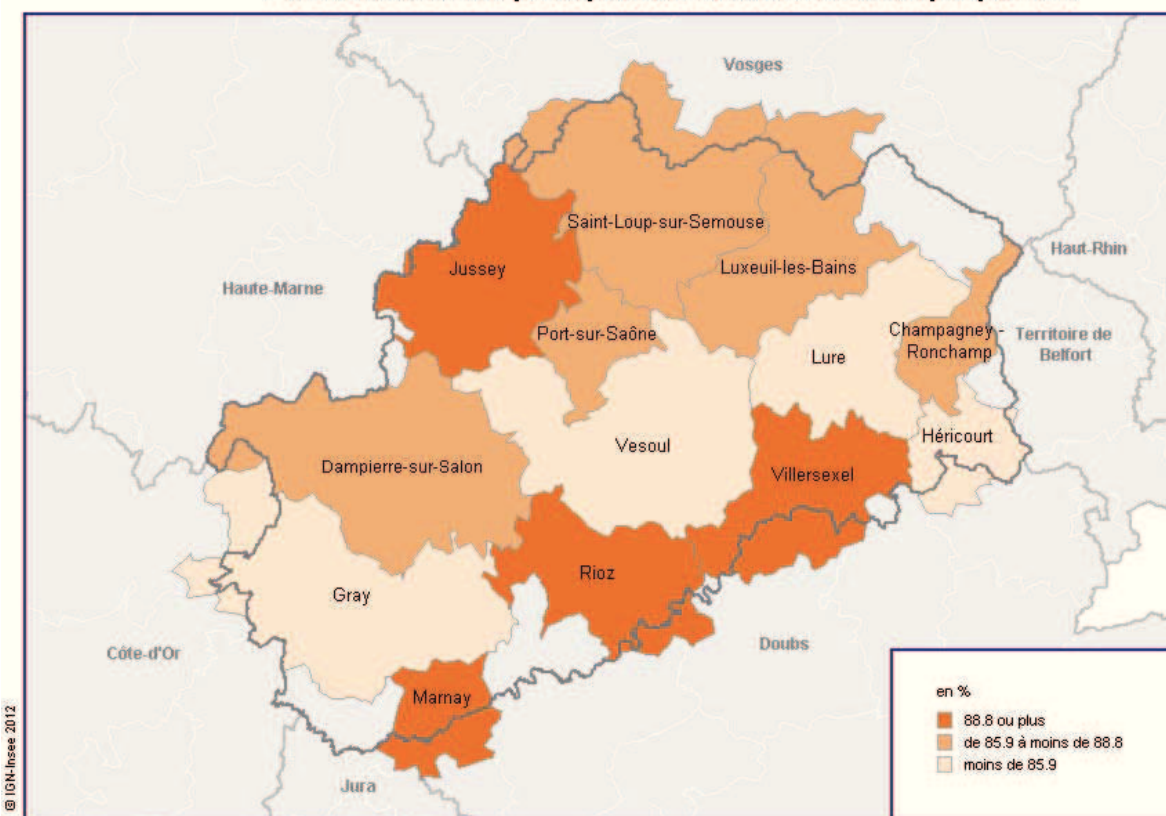 Vosges
Saint-Loup-sur-Semouse
Haut-Rhin
Jussey
Luxeuil-les-Bains
Haute-Marne
Port-sur-Saône
Champagney -
Ronchamp
Territoire de
Belfort
Lure
Héricourt
Vesoul
Dampierre-sur-Salon
Villersexel
Rioz
Gray
Doubs
Côte-d'Or
Marnay
Jura
en %
88.8 ou plus
de 85.9 à moins de 88.8
moins de 85.9
© IGN-Insee 2012